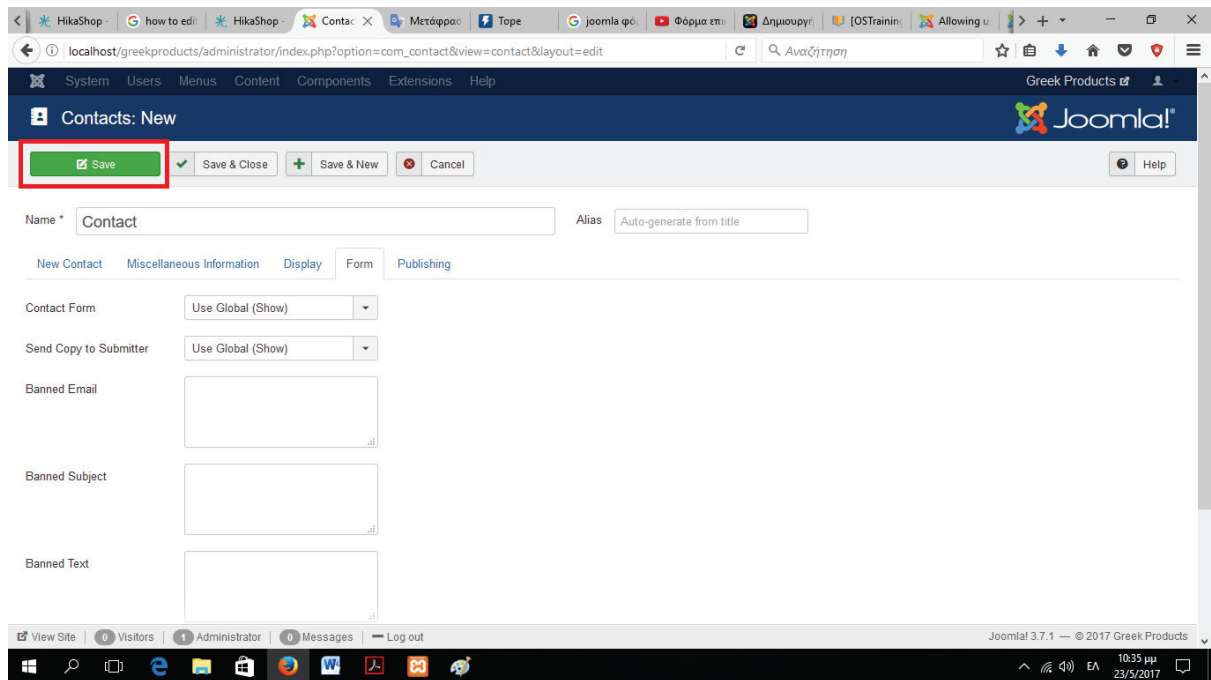 HikaShop - G how to edit HikaShop - Contac Μετάφρασ Tope joomla φόρ Φόρμα επι Δημιουργή [OSTraining Allowing u
localhost/greekproducts/administrator/index.php?option=com_contact&view=contact&layout=edit Αναζήτηση
System Users Menus Content Components Extensions Help Greek Products
Contacts: New Joomla!®
Save Save & Close Save & New Cancel Help
Name * Contact Alias Auto-generate from title
New Contact Miscellaneous Information Display Form Publishing
Contact Form Use Global (Show)
Send Copy to Submitter Use Global (Show)
Banned Email
Banned Subject
Banned Text
View Site 0 Visitors 1 Administrator 0 Messages Log out Joomla! 3.7.1 — © 2017 Greek Products
ΕΛ 10:35 μμ
23/5/2017